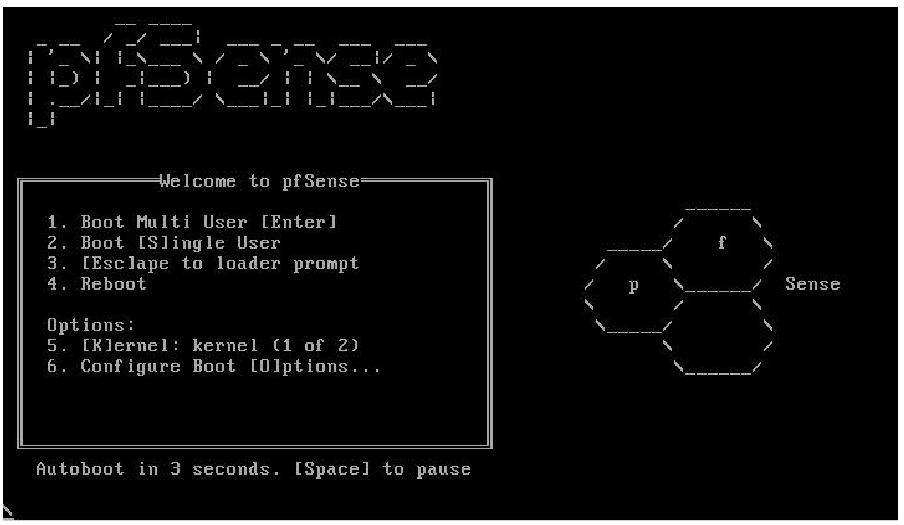 pfSense
Welcome to pfSense
1. Boot Multi User [Enter]
2. Boot [S]ingle User
3. [Esc]ape to loader prompt
4. Reboot
Options:
5. [K]ernel: kernel (1 of 2)
6. Configure Boot [O]ptions...
f
p
Sense
Autoboot in 3 seconds. [Space] to pause